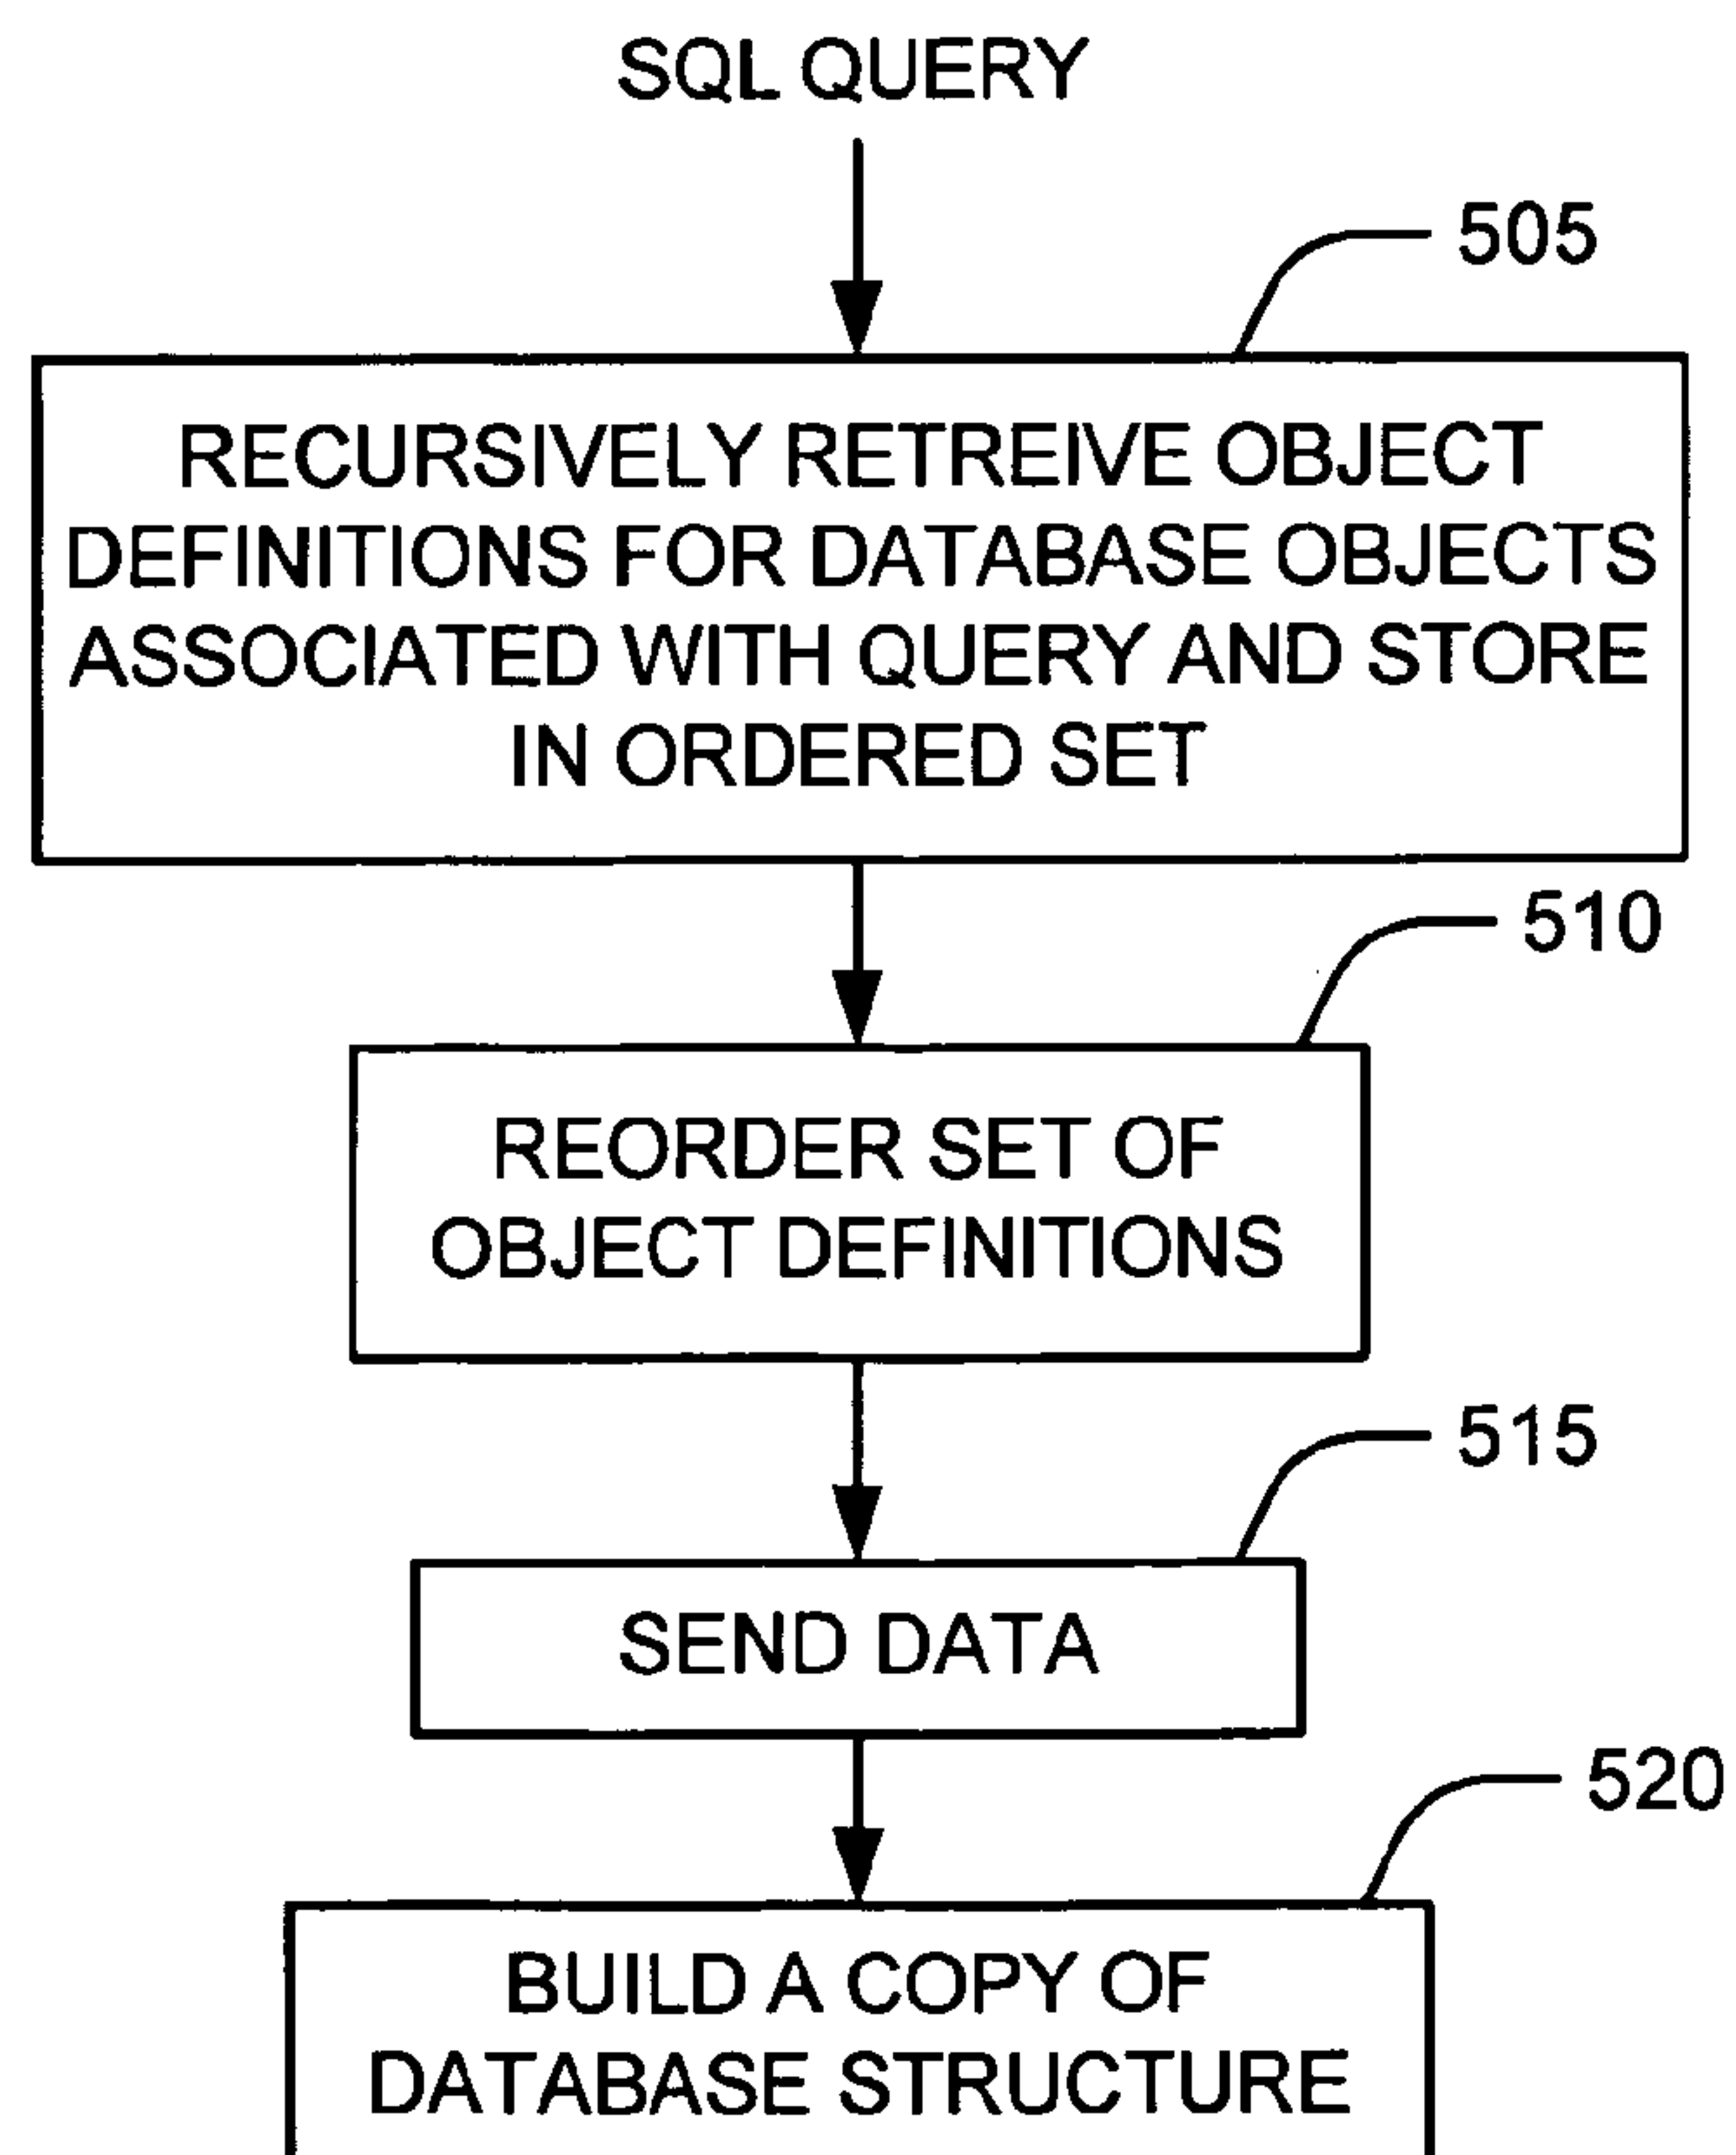 SQL QUERY
505
RECURSIVELY RETREIVE OBJECT
DEFINITIONS FOR DATABASE OBJECTS
ASSOCIATED WITH QUERY AND STORE
IN ORDERED SET
510
REORDER SET OF
OBJECT DEFINITIONS
515
SEND DATA
520
BUILD A COPY OF
DATABASE STRUCTURE